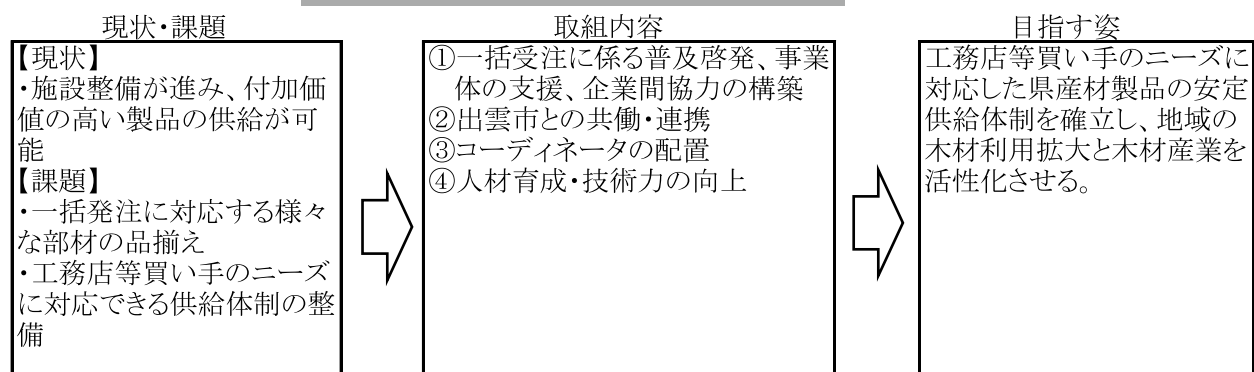 現状・課題
【現状】
・施設整備が進み、付加価
値の高い製品の供給が可
能
【課題】
・一括発注に対応する様々
な部材の品揃え
・工務店等買い手のニーズ
に対応できる供給体制の整
備
取組内容
①一括受注に係る普及啓発、事業
体の支援、企業間協力の構築
②出雲市との共働・連携
③コーディネータの配置
④人材育成・技術力の向上
目指す姿
工務店等買い手のニーズに
対応した県産材製品の安定
供給体制を確立し、地域の
木材利用拡大と木材産業を
活性化させる。